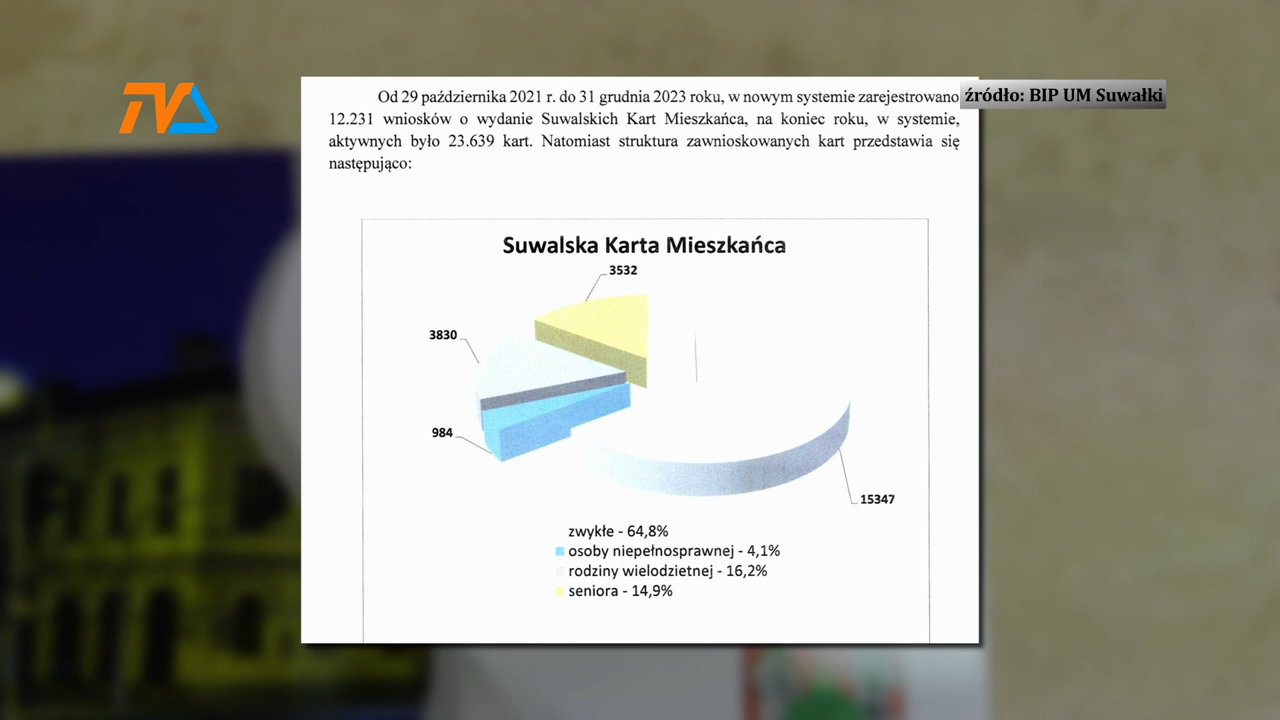 TVA
źródło: BIP UM Suwałki
Od 29 października 2021 r. do 31 grudnia 2023 roku, w nowym systemie zarejestrowano
12.231 wniosków o wydanie Suwalskich Kart Mieszkańca, na koniec roku, w systemie,
aktywnych było 23.639 kart. Natomiast struktura zawnioskowanych kart przedstawia się
następująco:
Suwalska Karta Mieszkańca
3532
3830
984
15347
zwykłe - 64,8%
osoby niepełnosprawnej - 4,1%
rodziny wielodzietnej - 16,2%
seniora - 14,9%